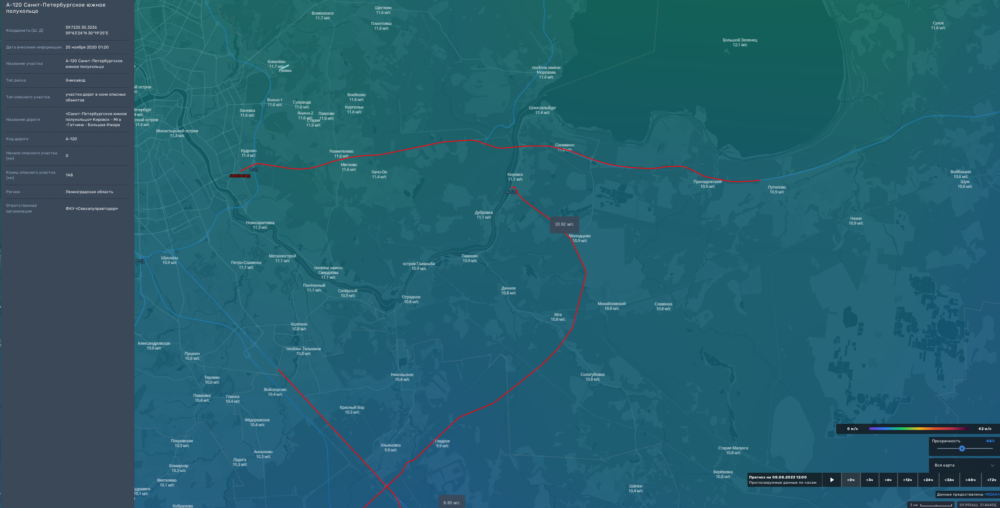 А-120 Санкт-Петербургское южное
полукольцо
Координаты (Ш, Д)
59.7235 30.3236
59°43'24"N 30°19'25"E
Дата внесения информации
20 ноября 2020 01:20
Название участка
А-120 Санкт-Петербургское
южное полукольцо
Тип риска
Химзавод
Тип опасного участка
участки дорог в зоне опасных
объектов
Название дороги
«Санкт-Петербургское южное
полукольцо» Кировск - Мга
-Гатчина - Большая Ижора
Код дороги
А-120
Начало опасного участка
(км)
0
Конец опасного участка
(км)
148
Регион
Ленинградская область
Ответственная
организация
ФКУ «Севзапуправтодор»
Щеглово
11.6 м/с
Всеволожск
11.7 м/с
Плинтовка
11.6 м/с
Сухое
11.6 м/с
Большой Зеленец
12.1 м/с
Ковалёво
11.7 м/с
Ржевка
посёлок имени
Морозова
11.6 м/с
й остров
/с
Воейково
11.6 м/с
Янино-1
11.6 м/с
Суоранда
11.6 м/с
Кирполье
11.6 м/с
Заневка
11.6 м/с
Янино-2
11.6 м/с
Павлово
11.6 м/с
Старая
11.6 м/с
Шлиссельбург
11.4 м/с
етербург
4 м/с
ский остров
11.4 м/с
Монастырский остров
11.3 м/с
Синявино
11.3 м/с
Кудрово
11.4 м/с
Разметелево
11.6 м/с
Мяглово
11.6 м/с
Р-21
ХИМЗАВОД
Хапо-Ое
11.4 м/с
Кировск
11.1 м/с
А-120
Приладожский
10.9 м/с
Путилово
10.9 м/с
Войбокало
10.6 м/с
Шум
10.6 м/с
Дубровка
11.1 м/с
Назия
10.9 м/с
10.92 м/с
Новосаратовка
11.3 м/с
Молодцово
10.9 м/с
Шушары
10.9 м/с
Р-23
Петро-Славянка
11.1 м/с
Металлострой
11.1 м/с
посёлок имени
Свердлова
11.1 м/с
остров Главрыба
10.9 м/с
Павлово
10.9 м/с
Понтонный
11.1 м/с
Сапёрный
10.9 м/с
Отрадное
10.8 м/с
Дачное
10.8 м/с
Михайловский
10.8 м/с
Славянка
10.8 м/с
Мга
10.8 м/с
Колпино
10.8 м/с
Александровская
10.6 м/с
посёлок Тельмана
10.8 м/с
Пушкин
10.6 м/с
Тярлево
10.6 м/с
Никольское
10.4 м/с
Сологубовка
10.8 м/с
Войскорово
10.4 м/с
Павловск
10.4 м/с
Глинка
10.4 м/с
Красный Бор
10.3 м/с
Фёдоровское
10.4 м/с
Покровская
10.3 м/с
Ульяновка
9.9 м/с
Гладкое
9.9 м/с
Аннолово
10.3 м/с
Старая Малукса
10.8 м/с
Ладога
10.3 м/с
Коммунар
10.3 м/с
Берёзовка
10.8 м/с
Вяхтелево
10.1 м/с
удомяги
10.1 м/с
Шапки
10.4 м/с
Кобралово
9.60 м/с
0 м/с
42 м/с
Прозрачность
44%
Вся карта
Прогноз на 08.08.2023 12:00
Прогнозируемые данные по часам
+0ч
+3ч
+6ч
+12ч
+24ч
+36ч
+48ч
+72ч
Данные предоставлены «NOAA»
3 км
59.9956Ш, 31.8449Д